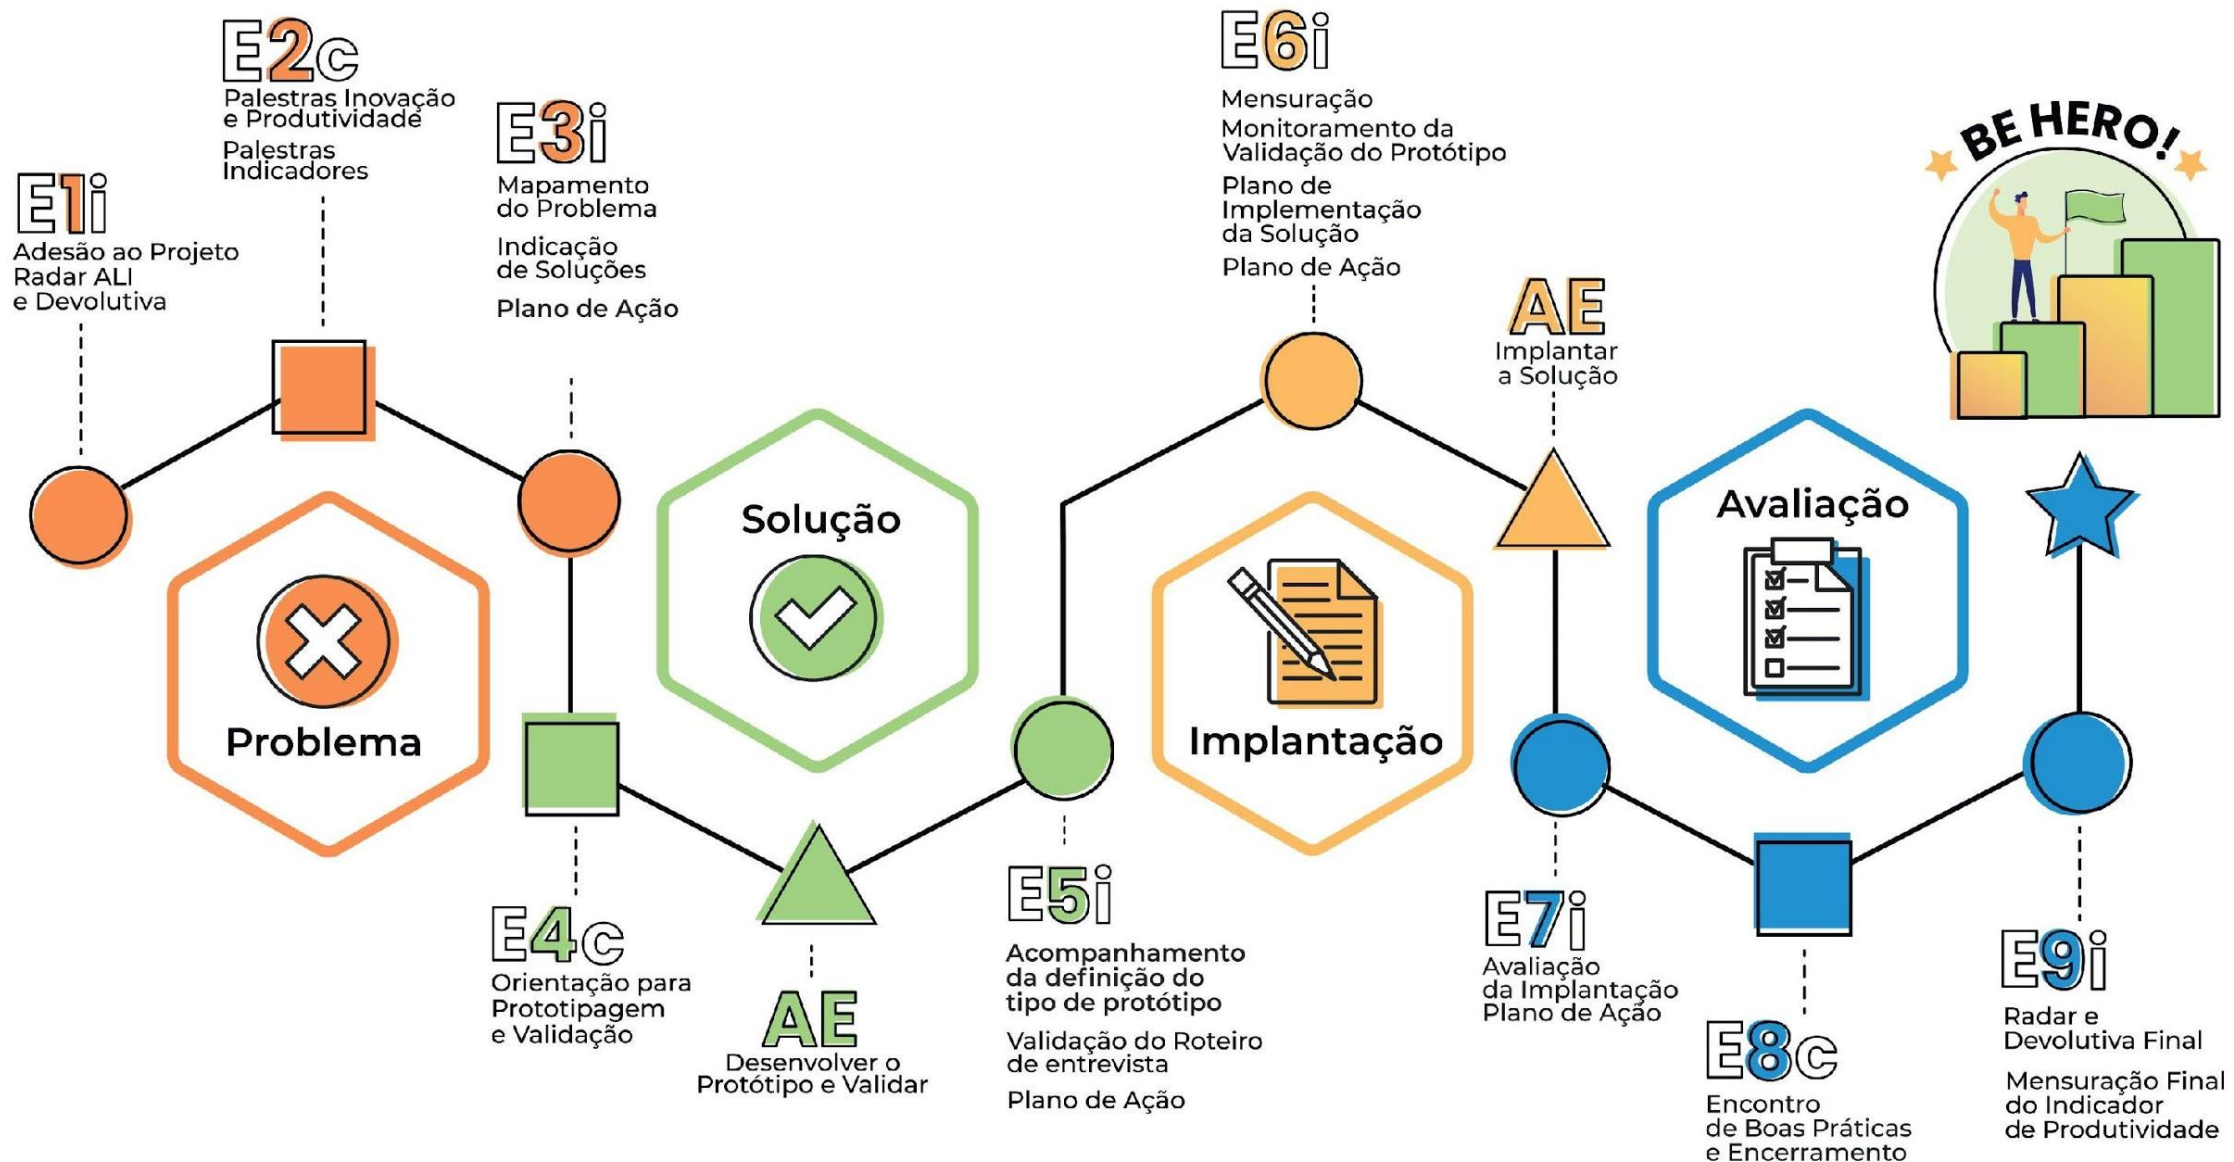 E1i
Adesão ao Projeto
Radar ALI
e Devolutiva
E2c
Palestras Inovação
e Produtividade
Palestras
Indicadores
E3i
Mapamento
do Problema
Indicação
de Soluções
Plano de Ação
Problema
E4c
Orientação para
Prototipagem
e Validação
Solução
AE
Desenvolver o
Protótipo e Validar
E5i
Acompanhamento
da definição do
tipo de protótipo
Validação do Roteiro
de entrevista
Plano de Ação
E6i
Mensuração
Monitoramento da
Validação do Protótipo
Plano de
Implementação
da Solução
Plano de Ação
Implantação
AE
Implantar
a Solução
E7i
Avaliação
da Implantação
Plano de Ação
Avaliação
E8c
Encontro
de Boas Práticas
e Encerramento
E9i
Radar e
Devolutiva Final
Mensuração Final
do Indicador
de Produtividade
BE HERO!